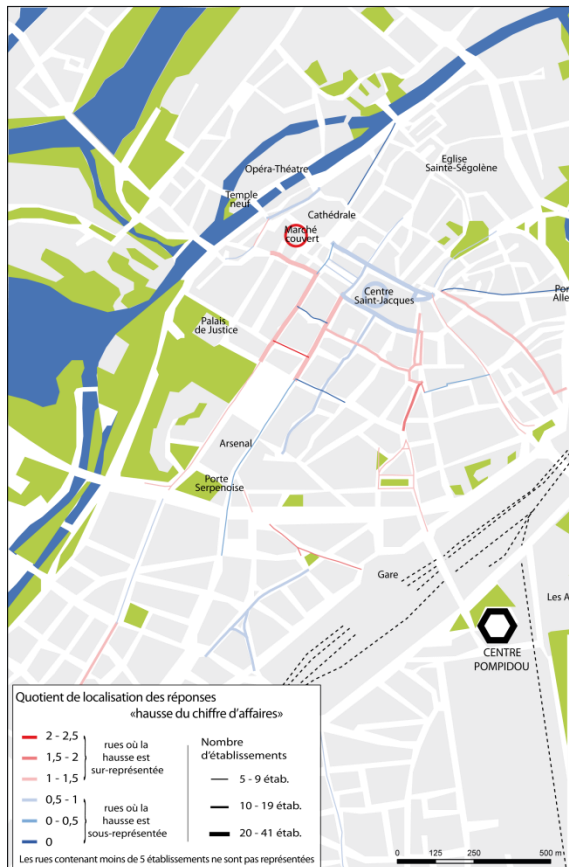 Eglise
Sainte-Ségolène
Opéra-Théatre
Temple
neuf
Cathédrale
Marché
couvert
Centre
Saint-Jacques
Por
Alle
Palais
de Justice
Arsenal
Porte
Serpenoise
Gare
Les A
CENTRE
POMPIDOU
Quotient de localisation des réponses
«hausse du chiffre d'affaires»
2 - 2,5
1,5 - 2
1 - 1,5
rues où la
hausse est
sur-représentée
0,5 - 1
0 - 0,5
0
rues où la
hausse est
sous-représentée
Nombre
d'établissements
5 - 9 étab.
10 - 19 étab.
20 - 41 étab.
Les rues contenant moins de 5 établissements ne sont pas représentées
0 125 250 500 m